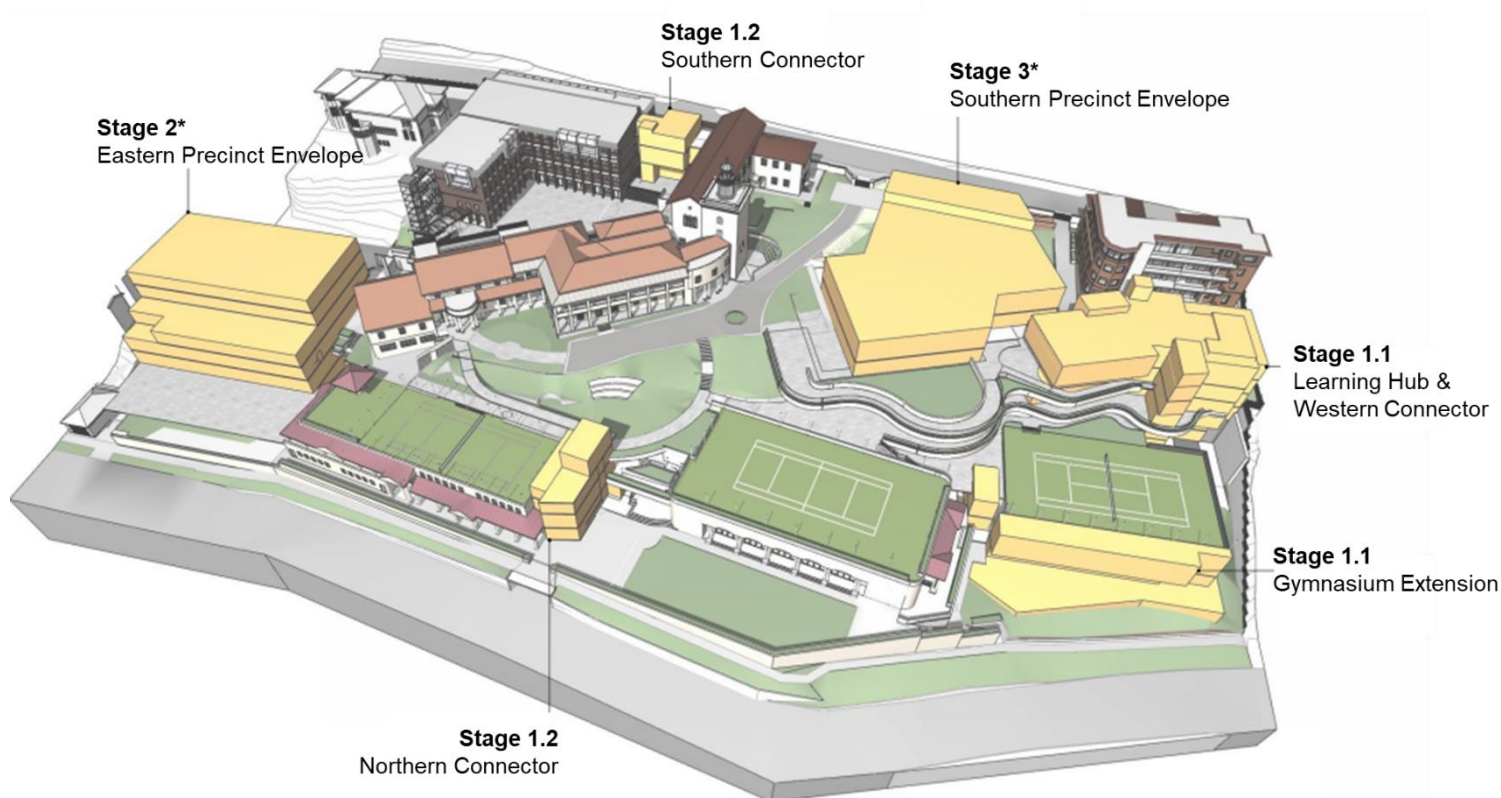 Stage 1.2
Southern Connector
Stage 3*
Southern Precinct Envelope
Stage 2*
Eastern Precinct Envelope
Stage 1.1
Learning Hub &
Western Connector
Stage 1.1
Gymnasium Extension
Stage 1.2
Northern Connector